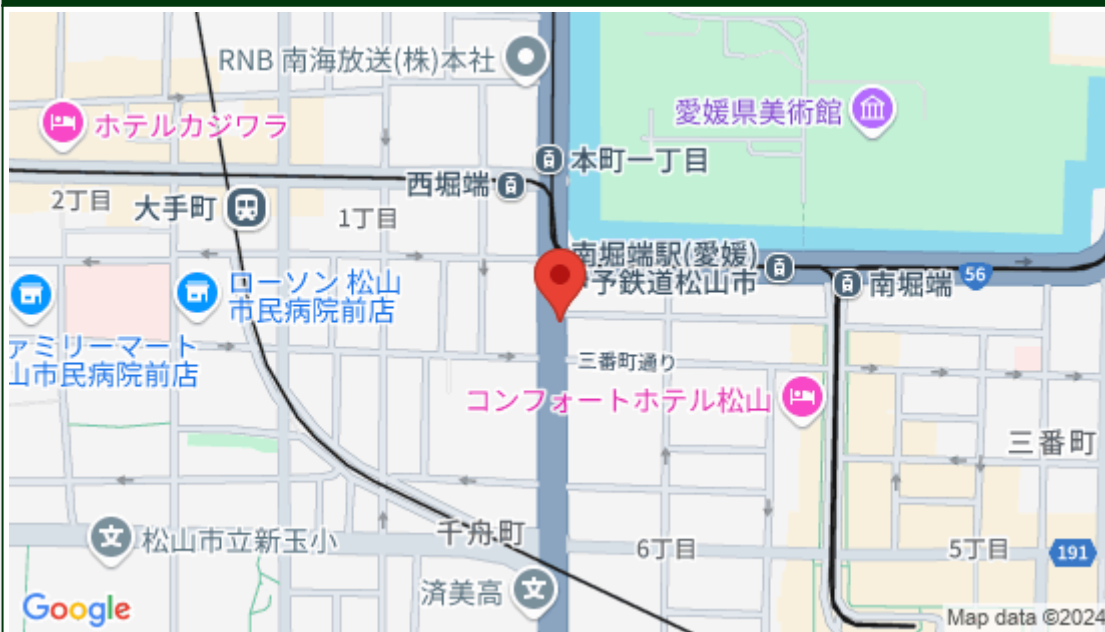 RNB 南海放送(株)本社
愛媛県美術館
ホテルカジワラ
本町一丁目
西堀端
2丁目
大手町
1丁目
南堀端駅(愛媛)
予鉄道松山市
南堀端
56
ローソン 松山
市民病院前店
ァミリーマート
山市民病院前店
三番町通り
コンフォートホテル松山
三番町
千舟町
松山市立新玉小
文
6丁目
5丁目
191
済美高
文
Google
Map data ©2024